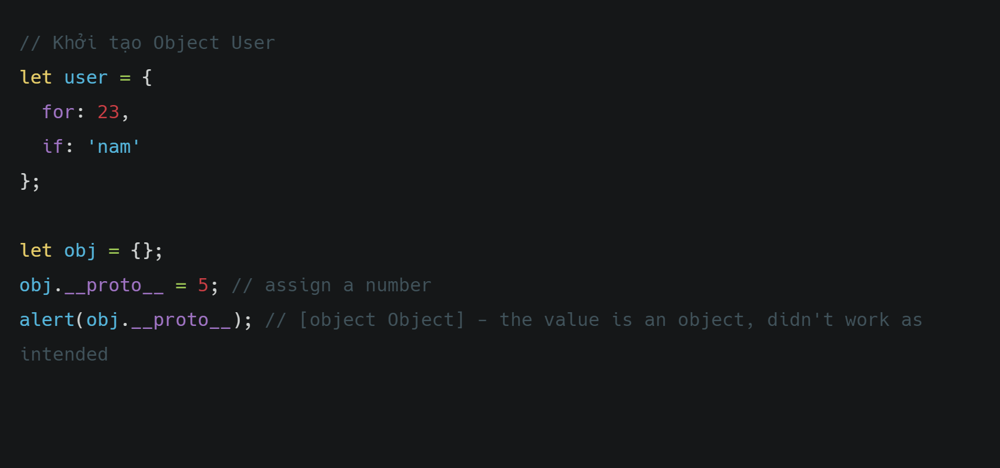 // Khởi tạo Object User
let user = {
  for: 23,
  if: 'nam'
};

let obj = {};
obj.__proto__ = 5; // assign a number
alert(obj.__proto__); // [object Object] - the value is an object, didn't work as
intended